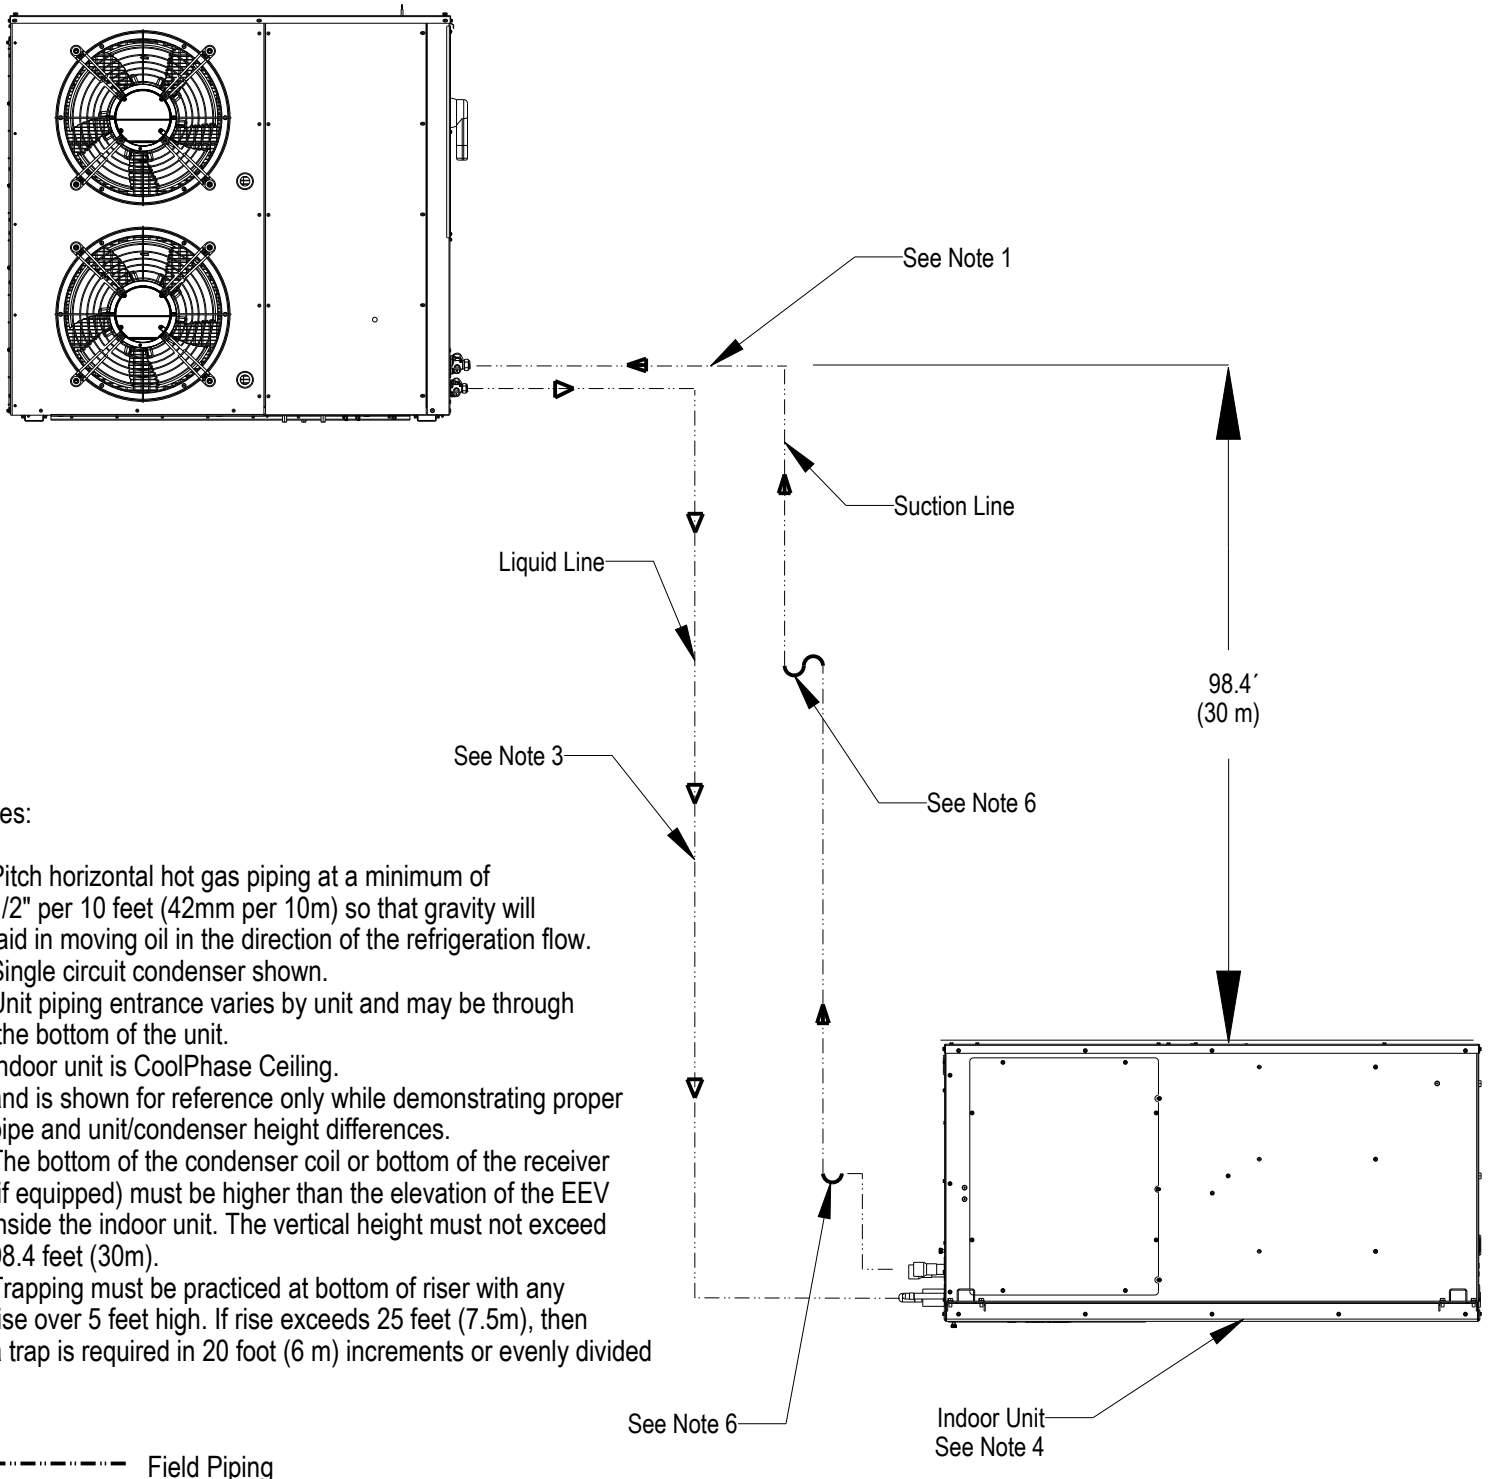 See Note 1
Suction Line
Liquid Line
98.4´
(30 m)
See Note 3
See Note 6
es:
Pitch horizontal hot gas piping at a minimum of
/2" per 10 feet (42mm per 10m) so that gravity will
aid in moving oil in the direction of the refrigeration flow.
Single circuit condenser shown.
Unit piping entrance varies by unit and may be through
the bottom of the unit.
ndoor unit is CoolPhase Ceiling.
and is shown for reference only while demonstrating proper
pipe and unit/condenser height differences.
The bottom of the condenser coil or bottom of the receiver
if equipped) must be higher than the elevation of the EEV
nside the indoor unit. The vertical height must not exceed
98.4 feet (30m).
Trapping must be practiced at bottom of riser with any
ise over 5 feet high. If rise exceeds 25 feet (7.5m), then
a trap is required in 20 foot (6 m) increments or evenly divided
See Note 6
Indoor Unit
See Note 4
Field Piping